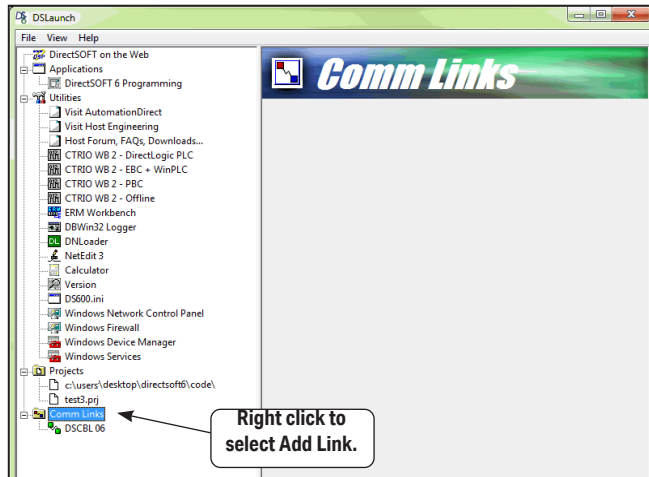 DSLaunch
File View Help
DirectSOFT on the Web
Applications
DirectSOFT 6 Programming
Utilities
Visit AutomationDirect
Visit Host Engineering
Host Forum, FAQs, Downloads...
CTRIO WB 2 - DirectLogic PLC
CTRIO WB 2 - EBC + WinPLC
CTRIO WB 2 - PBC
CTRIO WB 2 - Offline
ERM Workbench
DBWin32 Logger
DL DNLoader
NetEdit 3
Calculator
Version
DS600.ini
Windows Network Control Panel
Windows Firewall
Windows Device Manager
Windows Services
Projects
c:\users\desktop\directsoft6\code\
test3.prj
Comm Links
DSCBL 06
Comm Links
Right click to
select Add Link.